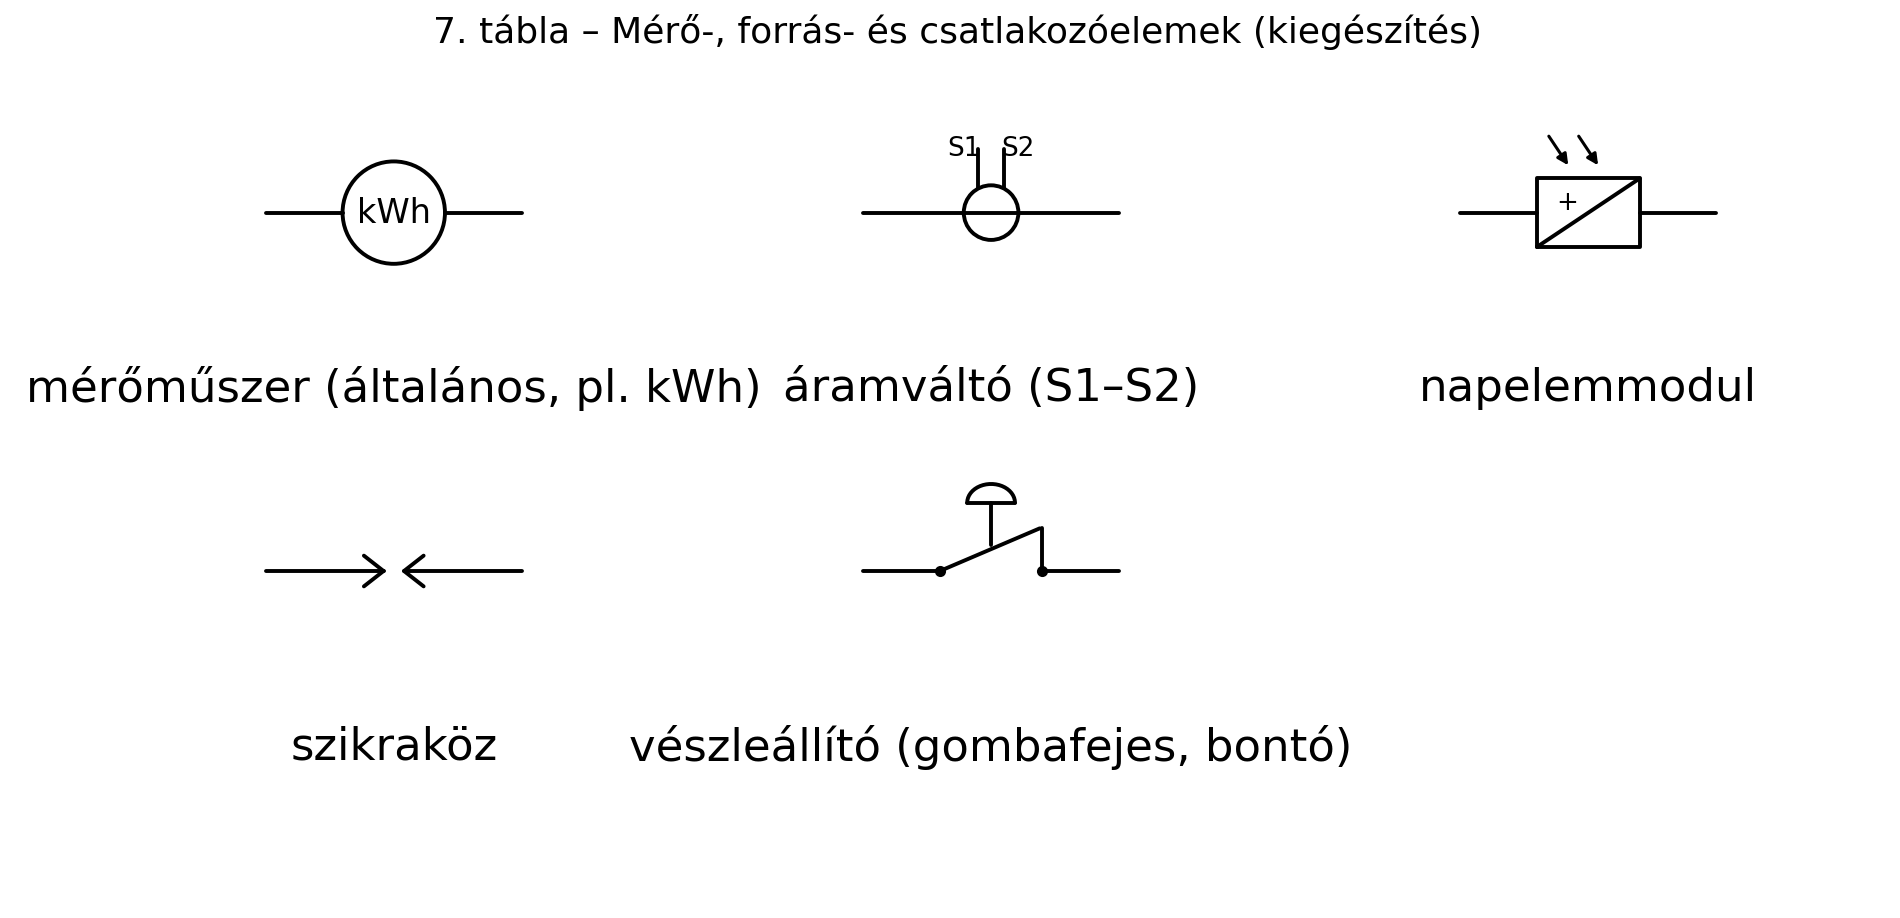 7. tábla – Mérő-, forrás- és csatlakozóelemek (kiegészítés)
S1 S2
kWh
+
mérőműszer (általános, pl. kWh) áramváltó (S1–S2) napelemmodul
szikraköz vészleállító (gombafejes, bontó)